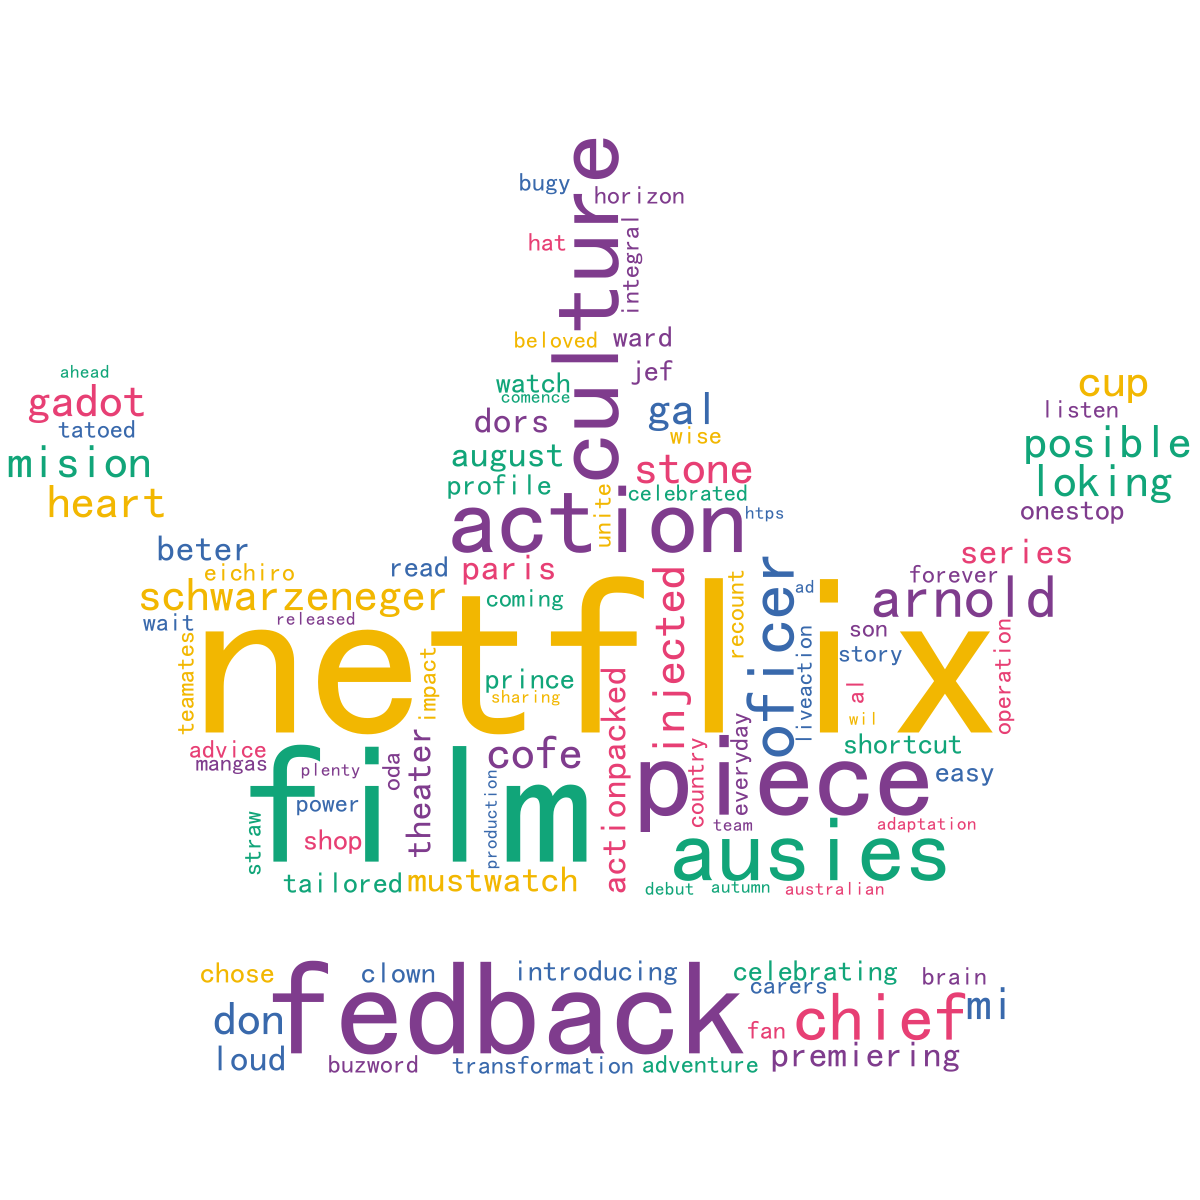 culture
bugy
horizon
hat
integral
beloved
ward
jef
watch
comence
dors
gal
wise
august
stone
profile
celebrated
unite
action
htps
ahead
gadot
tatoed
mision
heart
cup
listen
posible
loking
onestop
beter
eichiro
read
paris
schwarzeneger
coming
wait
released
series
forever
arnold
son
story
ad
netflix
teamates
impact
prince
sharing
injected
recount
oficer
liveaction
al
wil
operation
advice
mangas
plenty
oda
theater
cofe
production
actionpacked
country
everyday
piece
shortcut
easy
power
shop
straw
film
team
adaptation
ausies
tailored
mustwatch
debut
autumn
australian
chose
clown
introducing
celebrating
carers
brain
don
fedback
fan
chief
mi
loud
buzword
transformation
adventure
premiering